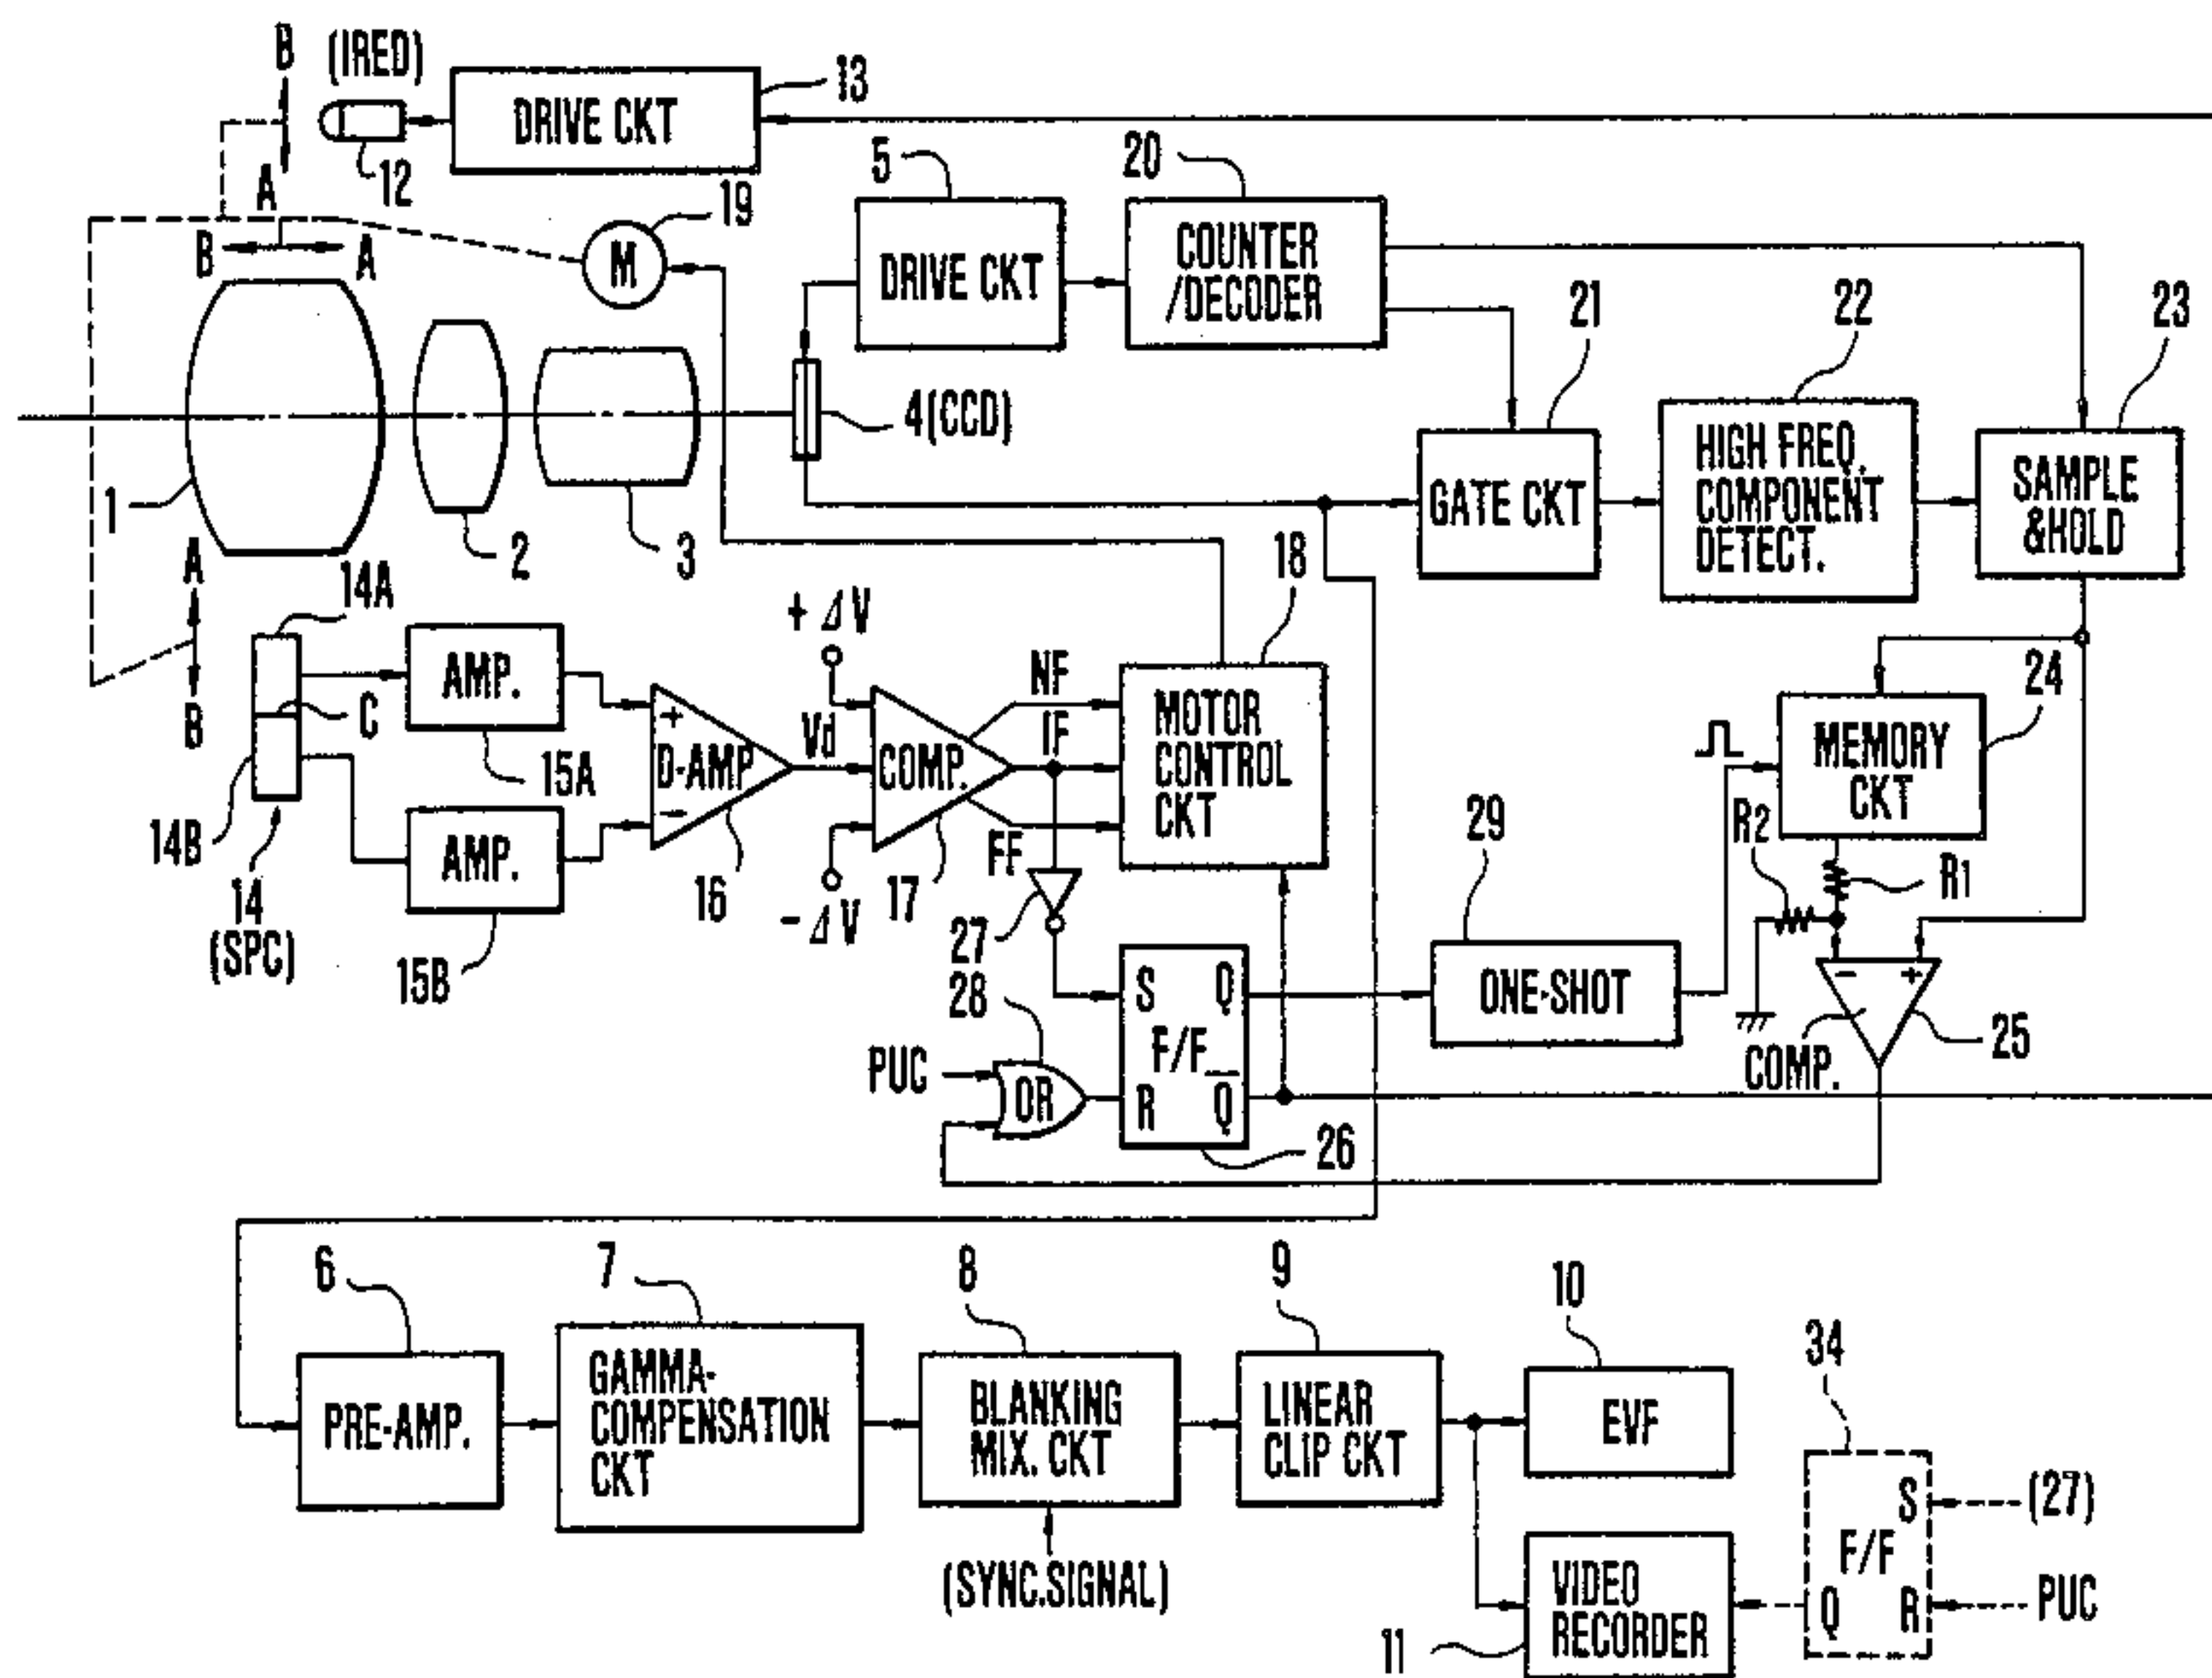 B
(IRED)
DRIVE CKT
13
12
A
19
B
A
M
5
20
DRIVE CKT
COUNTER
/DECODER
21
22
23
4(CCD)
GATE CKT
HIGH FREQ.
COMPONENT
DETECT.
SAMPLE
&HOLD
1
2
3
A
B
14A
C
14B
14
(SPC)
AMP.
15A
AMP.
15B
+
D-AMP
−
16
Vd
+ΔV
COMP.
-ΔV
17
NF
IF
FF
18
MOTOR
CONTROL
CKT
24
MEMORY
CKT
R2
R1
27
28
PUC
OR
S Q
F/F
R Q̅
26
29
ONE-SHOT
− +
COMP.
25
6
PRE-AMP.
7
GAMMA-
COMPENSATION
CKT
8
BLANKING
MIX. CKT
(SYNC.SIGNAL)
9
LINEAR
CLIP CKT
10
EVF
11
VIDEO
RECORDER
34
S
F/F
Q R
(27)
PUC